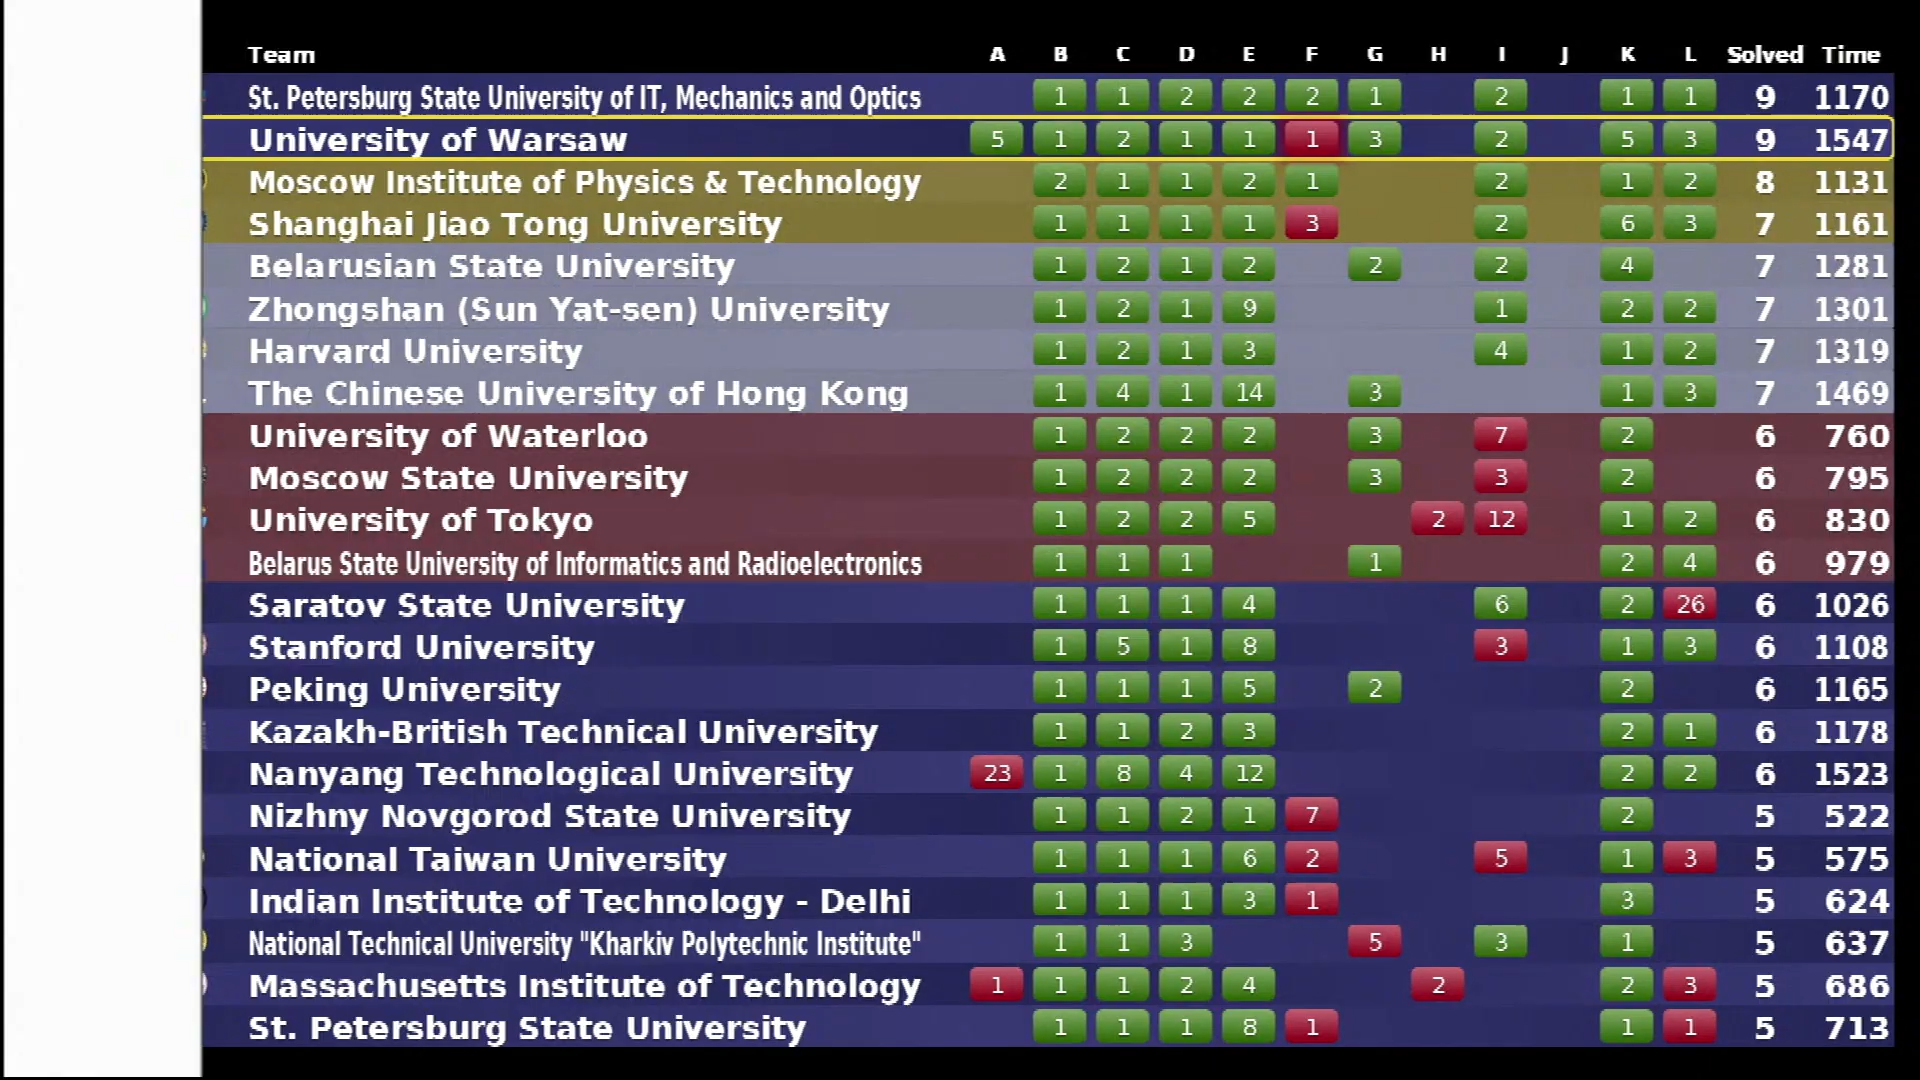 Team A B C D E F G H I J K L Solved Time
St. Petersburg State University of IT, Mechanics and Optics 1 1 2 2 2 1 2 1 1 9 1170
University of Warsaw 5 1 2 1 1 1 3 2 5 3 9 1547
Moscow Institute of Physics & Technology 2 1 1 2 1 2 1 2 8 1131
Shanghai Jiao Tong University 1 1 1 1 3 2 6 3 7 1161
Belarusian State University 1 2 1 2 2 2 4 7 1281
Zhongshan (Sun Yat-sen) University 1 2 1 9 1 2 2 7 1301
Harvard University 1 2 1 3 4 1 2 7 1319
The Chinese University of Hong Kong 1 4 1 14 3 1 3 7 1469
University of Waterloo 1 2 2 2 3 7 2 6 760
Moscow State University 1 2 2 2 3 3 2 6 795
University of Tokyo 1 2 2 5 2 12 1 2 6 830
Belarus State University of Informatics and Radioelectronics 1 1 1 1 2 4 6 979
Saratov State University 1 1 1 4 6 2 26 6 1026
Stanford University 1 5 1 8 3 1 3 6 1108
Peking University 1 1 1 5 2 2 6 1165
Kazakh-British Technical University 1 1 2 3 2 1 6 1178
Nanyang Technological University 23 1 8 4 12 2 2 6 1523
Nizhny Novgorod State University 1 1 2 1 7 2 5 522
National Taiwan University 1 1 1 6 2 5 1 3 5 575
Indian Institute of Technology - Delhi 1 1 1 3 1 3 5 624
National Technical University "Kharkiv Polytechnic Institute" 1 1 3 5 3 1 5 637
Massachusetts Institute of Technology 1 1 1 2 4 2 2 3 5 686
St. Petersburg State University 1 1 1 8 1 1 1 5 713